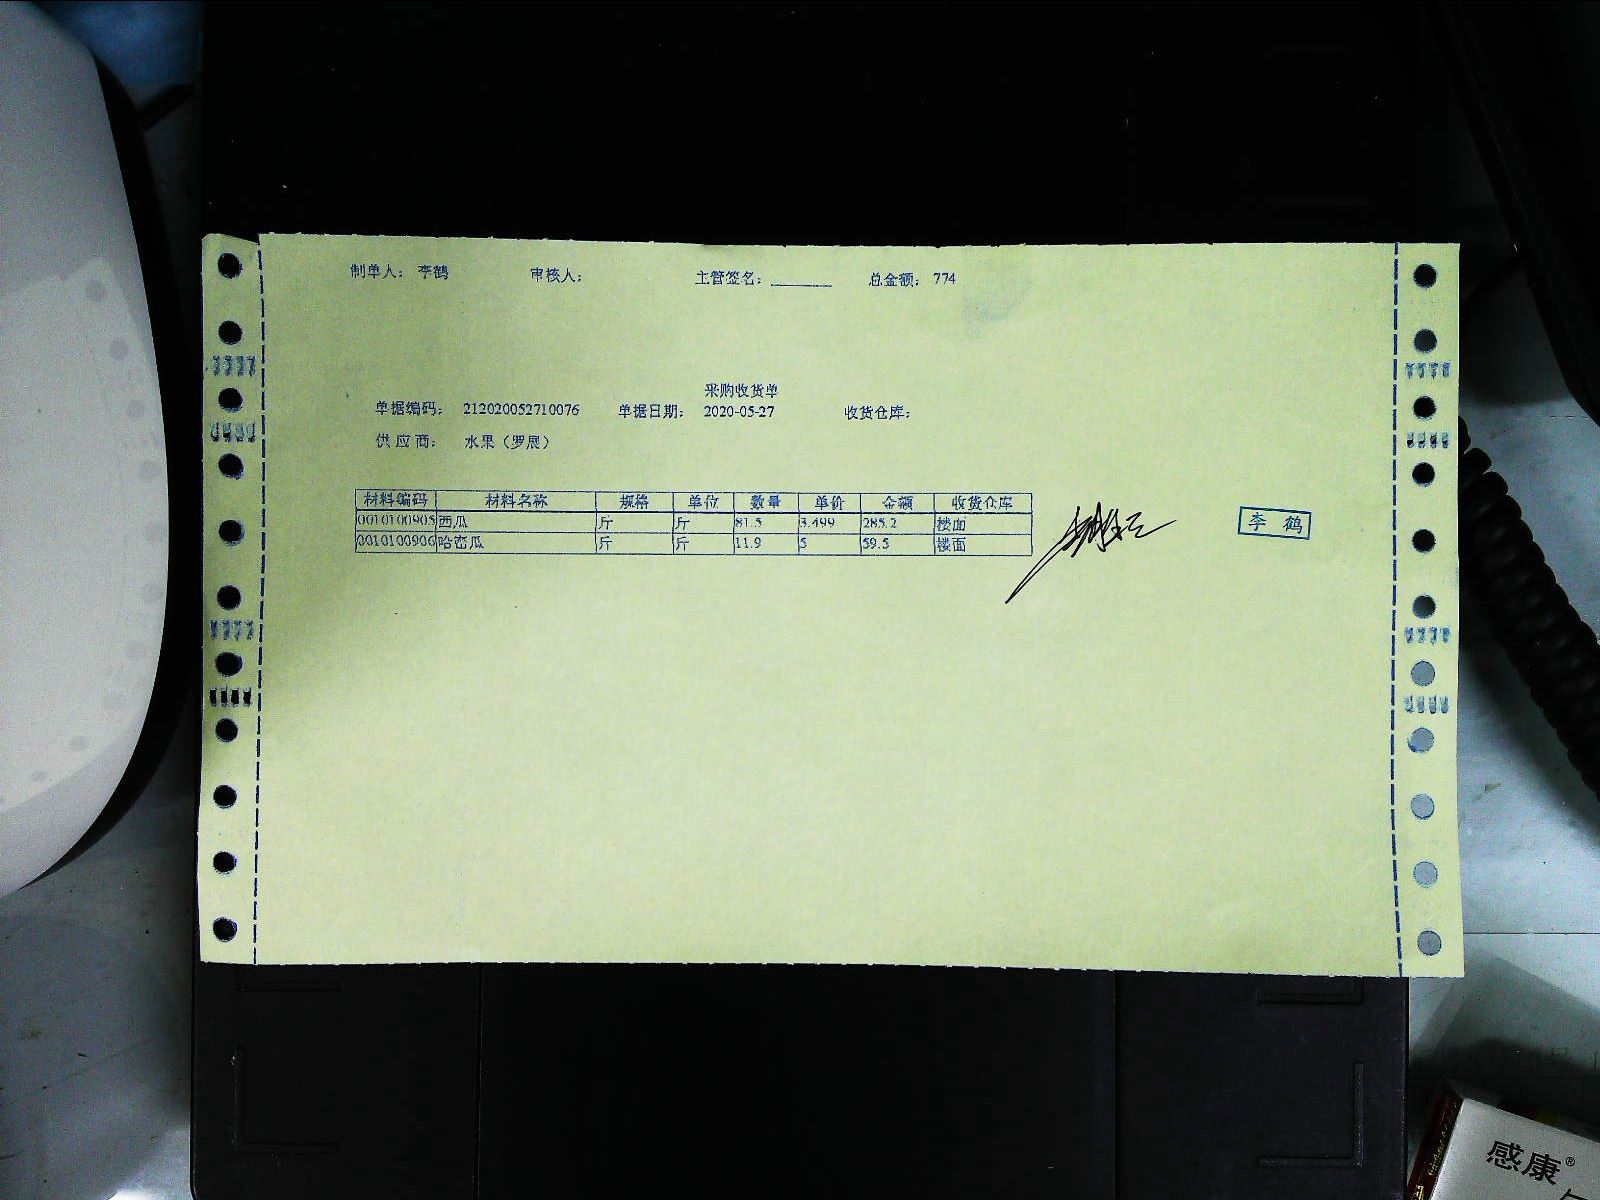 制单人： 李鹤 审核人： 主管签名：______ 总金额： 774
采购收货单
单据编码： 212020052710076 单据日期： 2020-05-27 收货仓库：
供 应 商： 水果（罗展）
材料编码 材料名称 规格 单位 数量 单价 金额 收货仓库
0010100905 西瓜 斤 斤 81.5 3.499 285.2 楼面
0010100906 哈密瓜 斤 斤 11.9 5 59.5 楼面
李 鹤
感康®